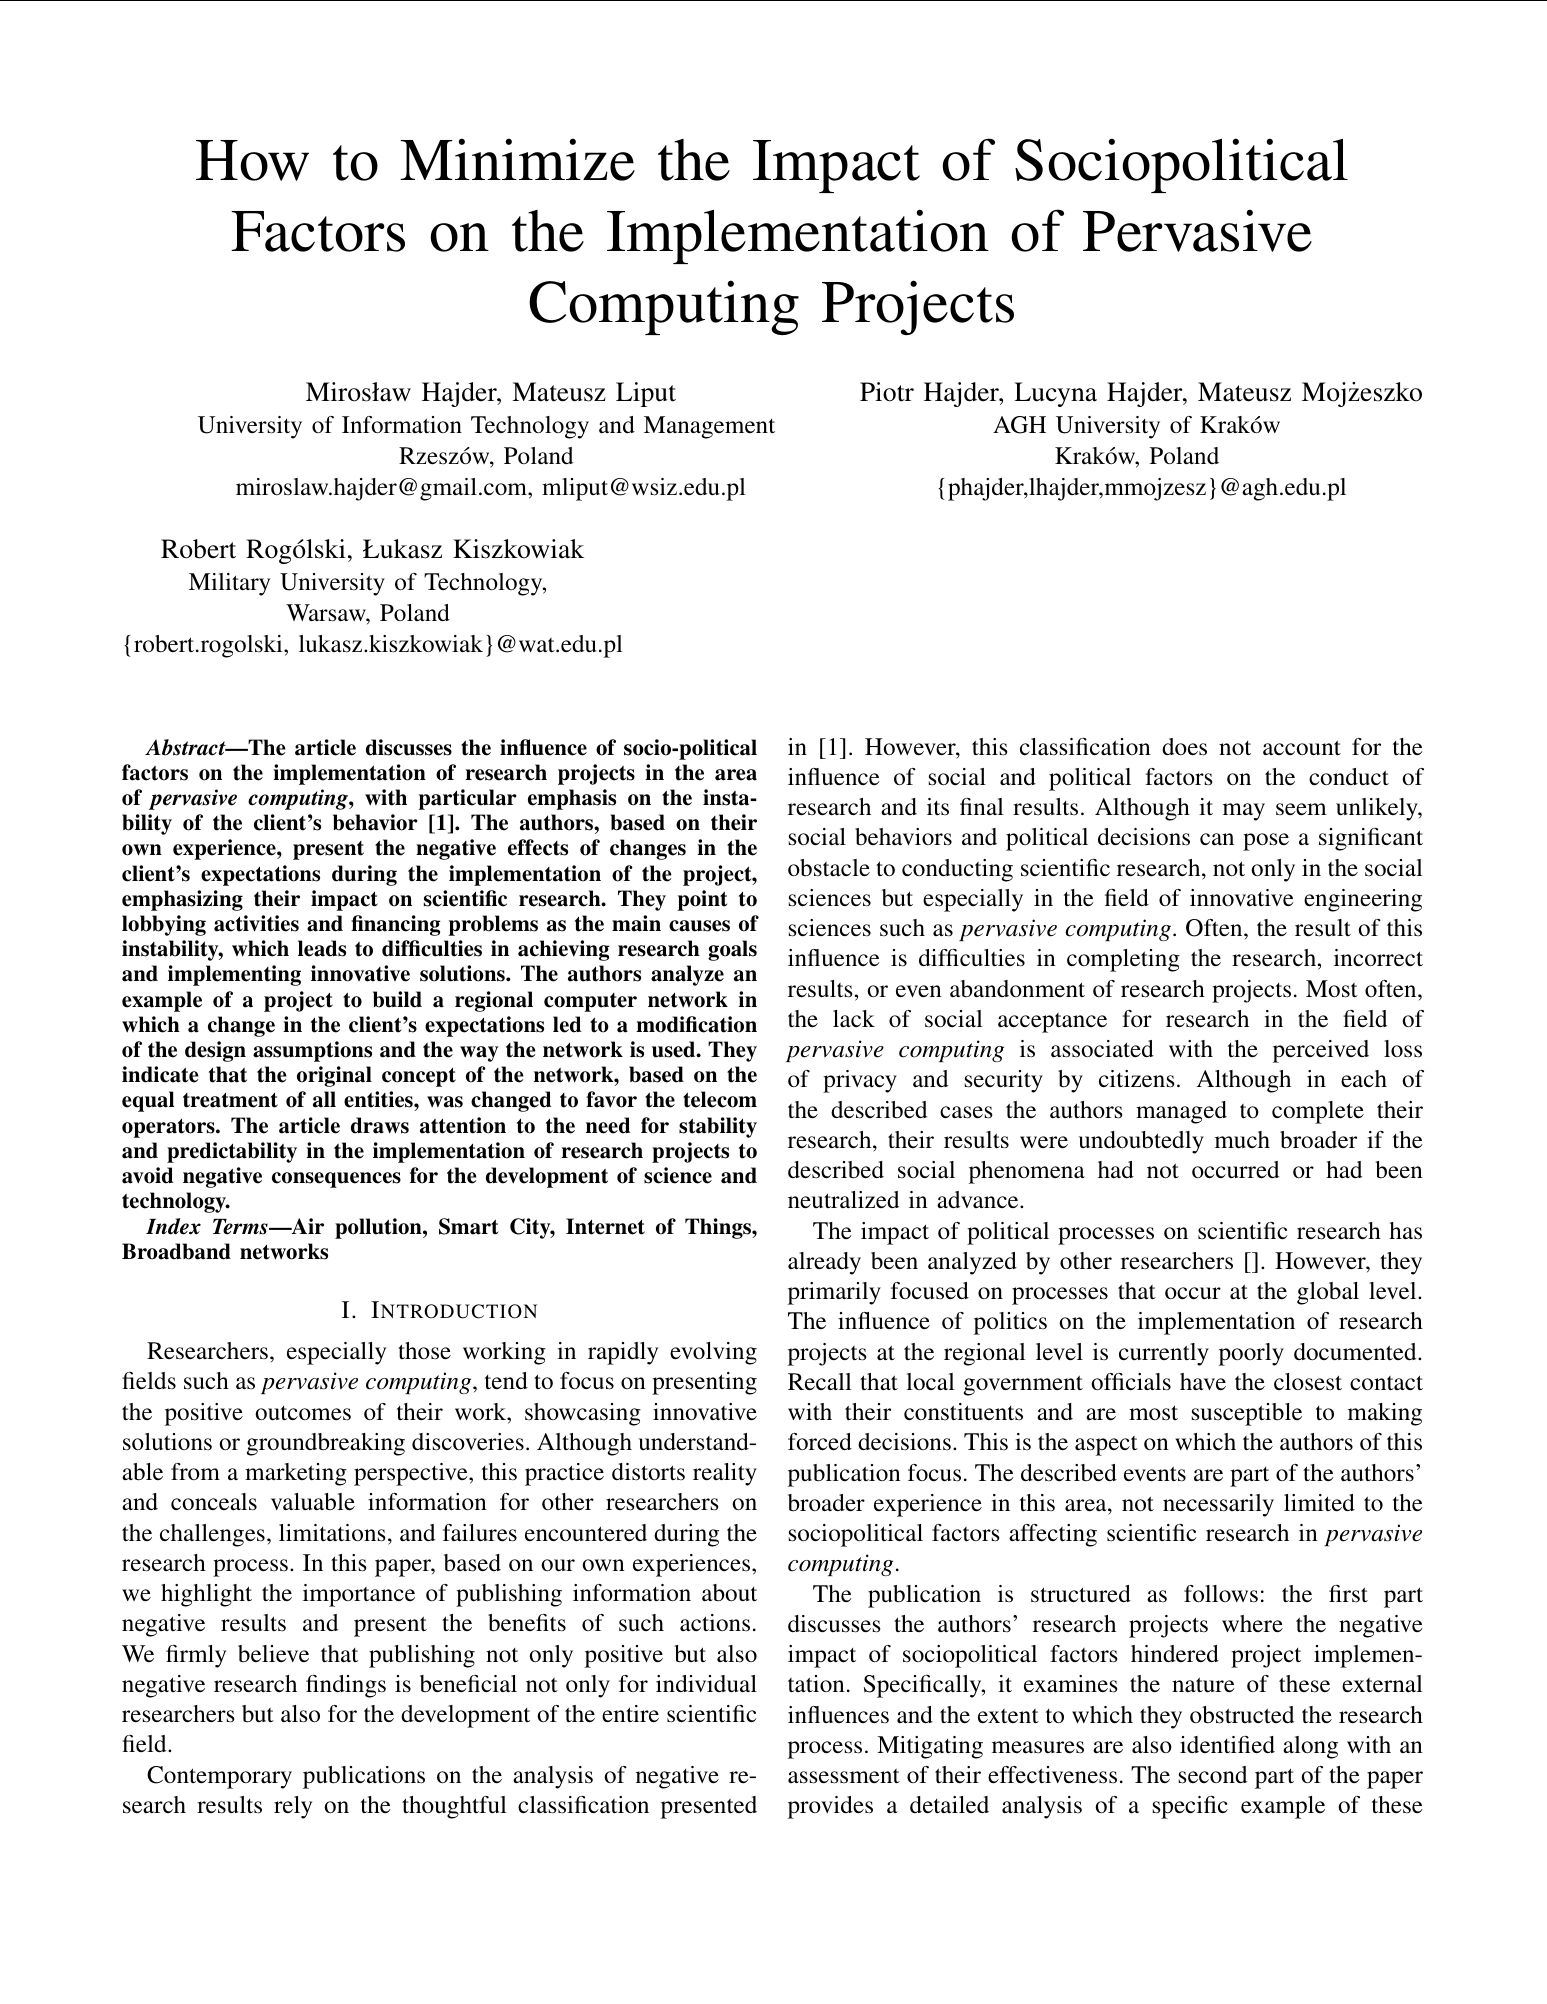 How to Minimize the Impact of Sociopolitical
Factors on the Implementation of Pervasive
Computing Projects
Mirosław Hajder, Mateusz Liput
University of Information Technology and Management
Rzeszów, Poland
miroslaw.hajder@gmail.com, mliput@wsiz.edu.pl
Piotr Hajder, Lucyna Hajder, Mateusz Mojżeszko
AGH University of Kraków
Kraków, Poland
{phajder,lhajder,mmojzesz}@agh.edu.pl
Robert Rogólski, Łukasz Kiszkowiak
Military University of Technology,
Warsaw, Poland
{robert.rogolski, lukasz.kiszkowiak}@wat.edu.pl
Abstract—The article discusses the influence of socio-political
factors on the implementation of research projects in the area
of pervasive computing, with particular emphasis on the insta-
bility of the client's behavior [1]. The authors, based on their
own experience, present the negative effects of changes in the
client's expectations during the implementation of the project,
emphasizing their impact on scientific research. They point to
lobbying activities and financing problems as the main causes of
instability, which leads to difficulties in achieving research goals
and implementing innovative solutions. The authors analyze an
example of a project to build a regional computer network in
which a change in the client's expectations led to a modification
of the design assumptions and the way the network is used. They
indicate that the original concept of the network, based on the
equal treatment of all entities, was changed to favor the telecom
operators. The article draws attention to the need for stability
and predictability in the implementation of research projects to
avoid negative consequences for the development of science and
technology.
Index Terms—Air pollution, Smart City, Internet of Things,
Broadband networks
I. INTRODUCTION
Researchers, especially those working in rapidly evolving
fields such as pervasive computing, tend to focus on presenting
the positive outcomes of their work, showcasing innovative
solutions or groundbreaking discoveries. Although understand-
able from a marketing perspective, this practice distorts reality
and conceals valuable information for other researchers on
the challenges, limitations, and failures encountered during the
research process. In this paper, based on our own experiences,
we highlight the importance of publishing information about
negative results and present the benefits of such actions.
We firmly believe that publishing not only positive but also
negative research findings is beneficial not only for individual
researchers but also for the development of the entire scientific
field.
Contemporary publications on the analysis of negative re-
search results rely on the thoughtful classification presented
in [1]. However, this classification does not account for the
influence of social and political factors on the conduct of
research and its final results. Although it may seem unlikely,
social behaviors and political decisions can pose a significant
obstacle to conducting scientific research, not only in the social
sciences but especially in the field of innovative engineering
sciences such as pervasive computing. Often, the result of this
influence is difficulties in completing the research, incorrect
results, or even abandonment of research projects. Most often,
the lack of social acceptance for research in the field of
pervasive computing is associated with the perceived loss
of privacy and security by citizens. Although in each of
the described cases the authors managed to complete their
research, their results were undoubtedly much broader if the
described social phenomena had not occurred or had been
neutralized in advance.
The impact of political processes on scientific research has
already been analyzed by other researchers []. However, they
primarily focused on processes that occur at the global level.
The influence of politics on the implementation of research
projects at the regional level is currently poorly documented.
Recall that local government officials have the closest contact
with their constituents and are most susceptible to making
forced decisions. This is the aspect on which the authors of this
publication focus. The described events are part of the authors'
broader experience in this area, not necessarily limited to the
sociopolitical factors affecting scientific research in pervasive
computing.
The publication is structured as follows: the first part
discusses the authors' research projects where the negative
impact of sociopolitical factors hindered project implemen-
tation. Specifically, it examines the nature of these external
influences and the extent to which they obstructed the research
process. Mitigating measures are also identified along with an
assessment of their effectiveness. The second part of the paper
provides a detailed analysis of a specific example of these